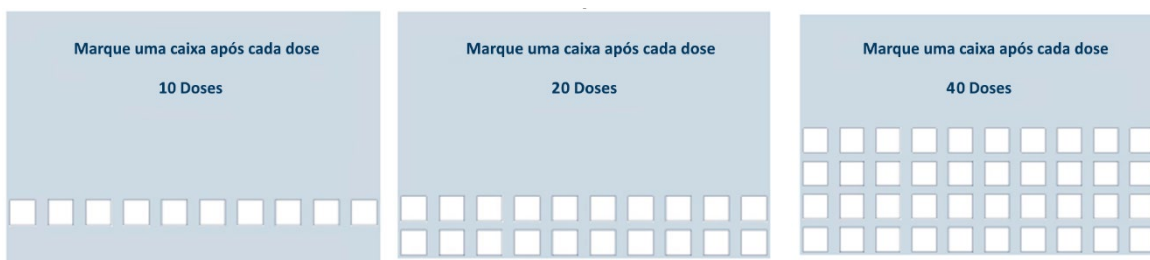 Marque uma caixa após cada dose
10 Doses
Marque uma caixa após cada dose
20 Doses
Marque uma caixa após cada dose
40 Doses